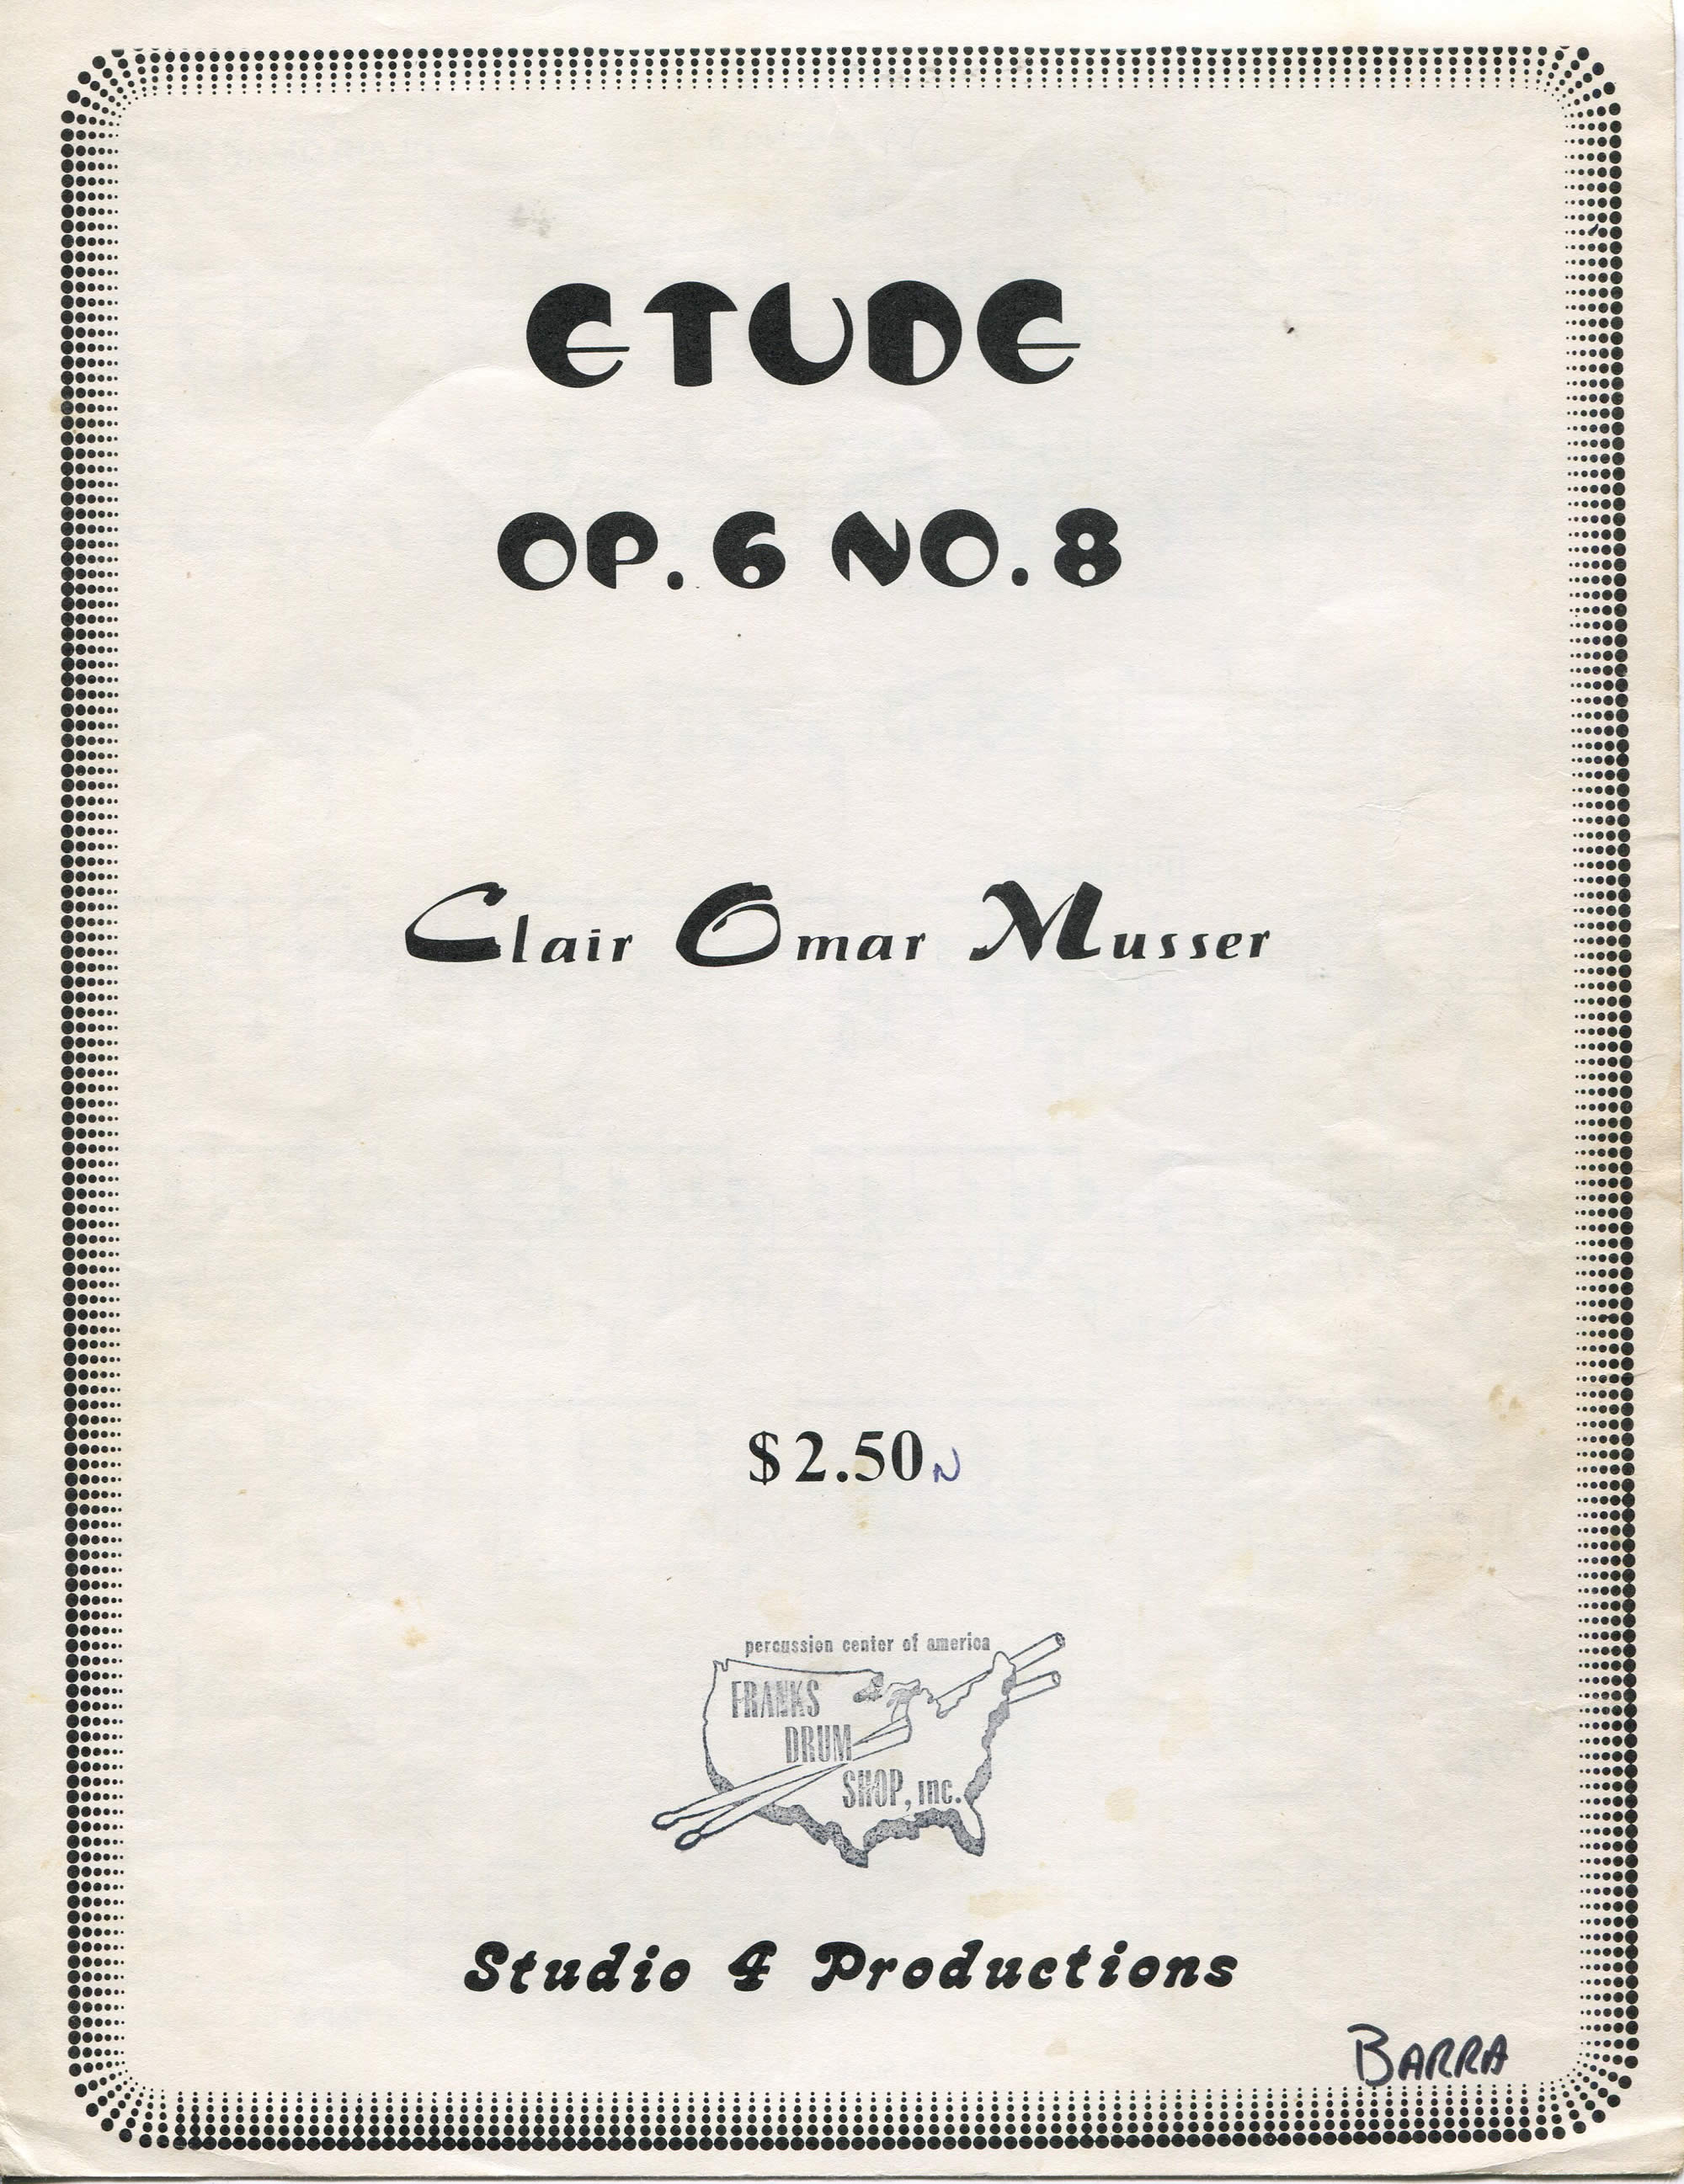 ETUDE
OP. 6 NO. 8
Clair Omar Musser
$2.50 N
percussion center of america
FRANKS
DRUM
SHOP, inc.
Studio 4 Productions
BARRA